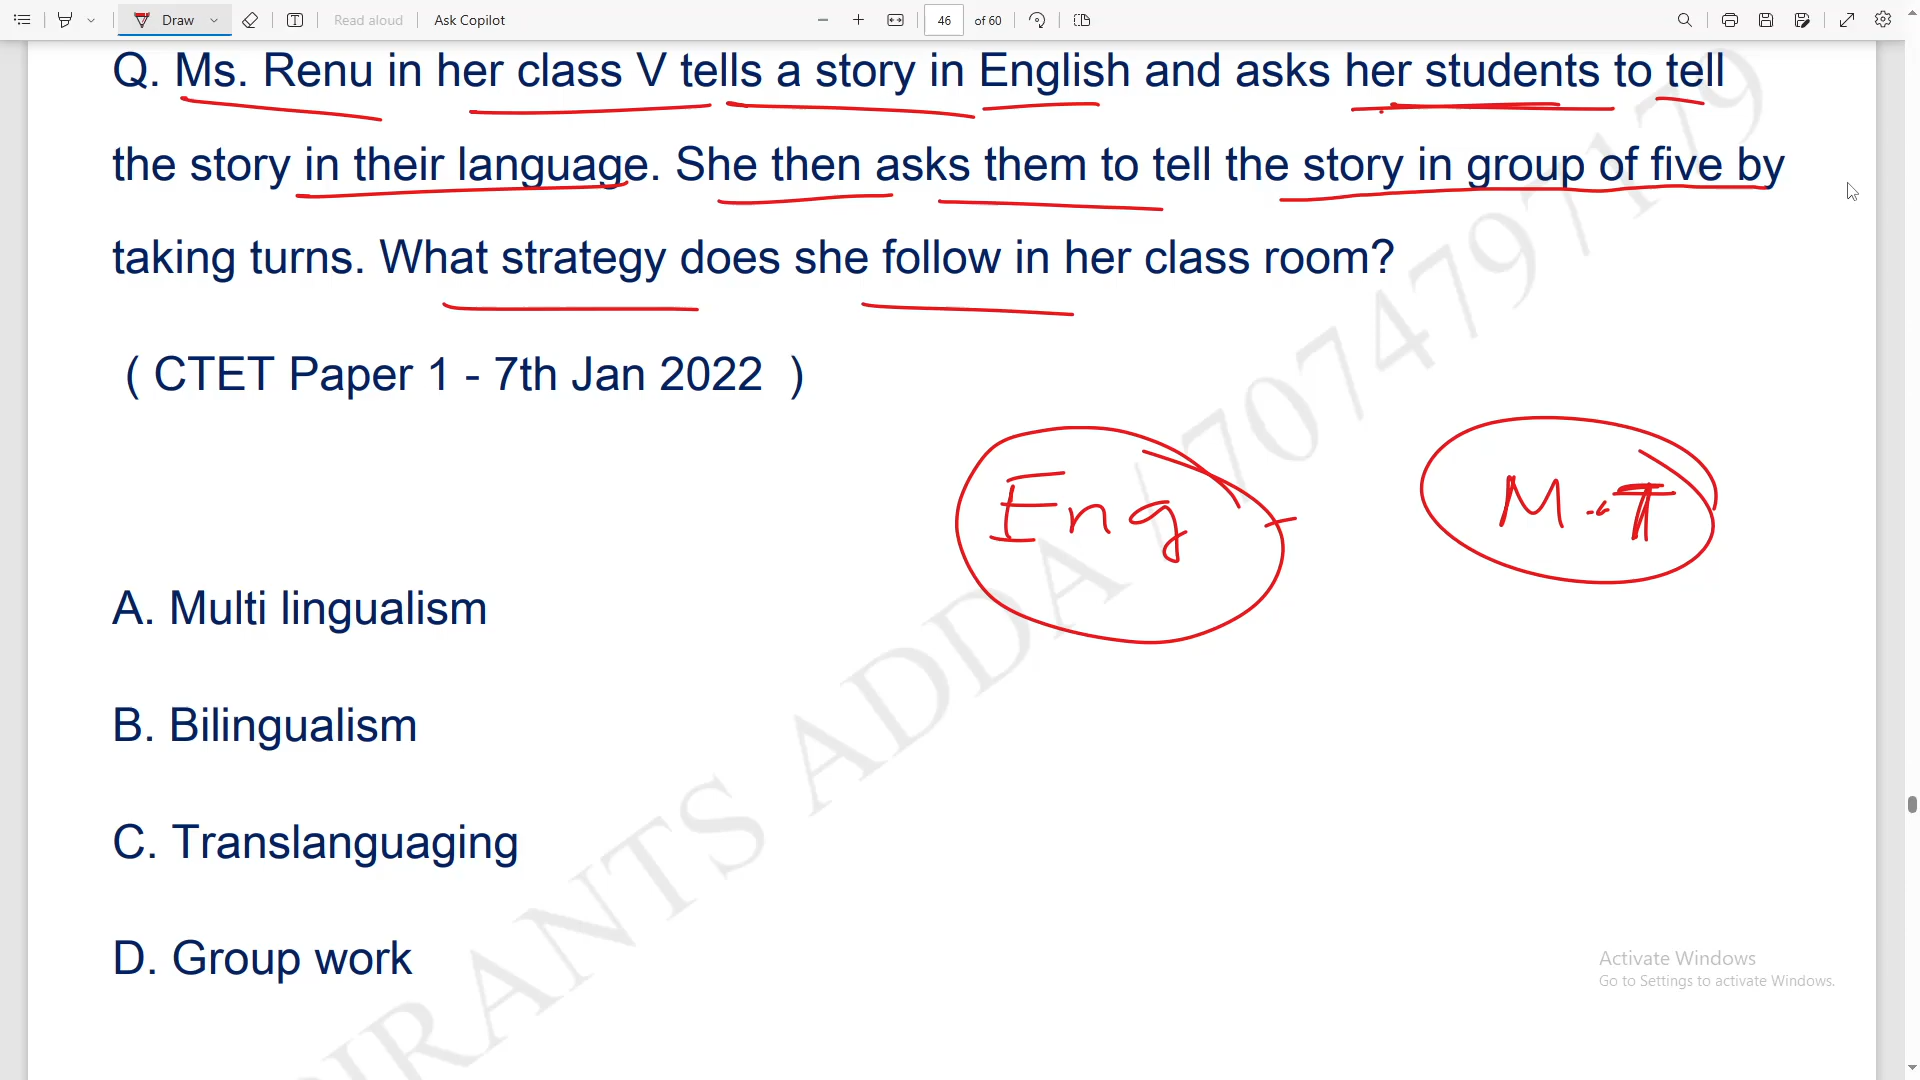 Draw
Read aloud
Ask Copilot
46 of 60
Q. Ms. Renu in her class V tells a story in English and asks her students to tell
the story in their language. She then asks them to tell the story in group of five by
taking turns. What strategy does she follow in her class room?
( CTET Paper 1 - 7th Jan 2022 )
Eng
M.T
A. Multi lingualism
B. Bilingualism
C. Translanguaging
D. Group work
PIRANTS ADDA / 7074797179
Activate Windows
Go to Settings to activate Windows.